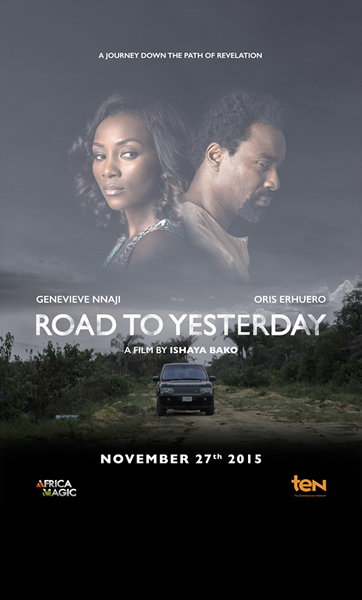 A JOURNEY DOWN THE PATH OF REVELATION
GENEVIEVE NNAJI
ORIS ERHUERO
ROAD TO YESTERDAY
A FILM BY ISHAYA BAKO
NOVEMBER 27th 2015
AFRICA
MAGIC
ten